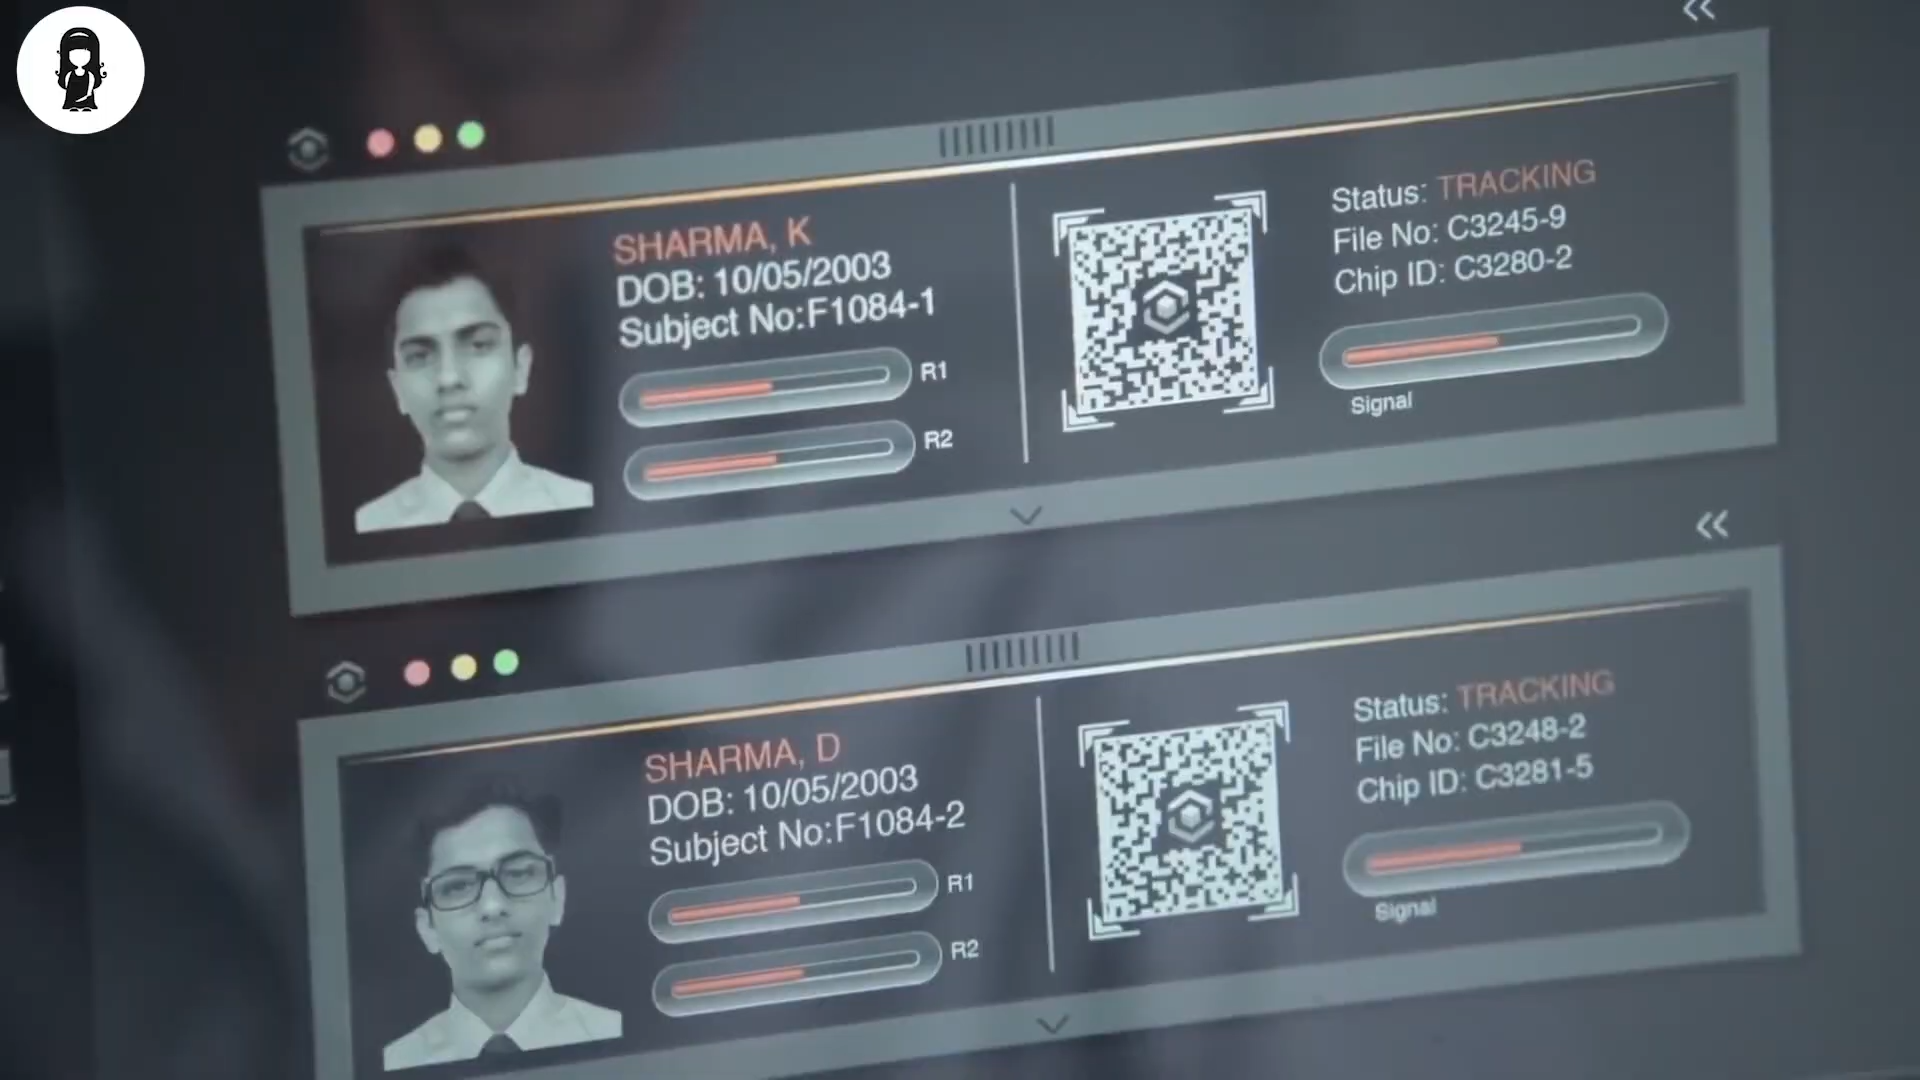 SHARMA, K
DOB: 10/05/2003
Subject No:F1084-1
R1
R2
Status: TRACKING
File No: C3245-9
Chip ID: C3280-2
Signal
SHARMA, D
DOB: 10/05/2003
Subject No:F1084-2
R1
R2
Status: TRACKING
File No: C3248-2
Chip ID: C3281-5
Signal